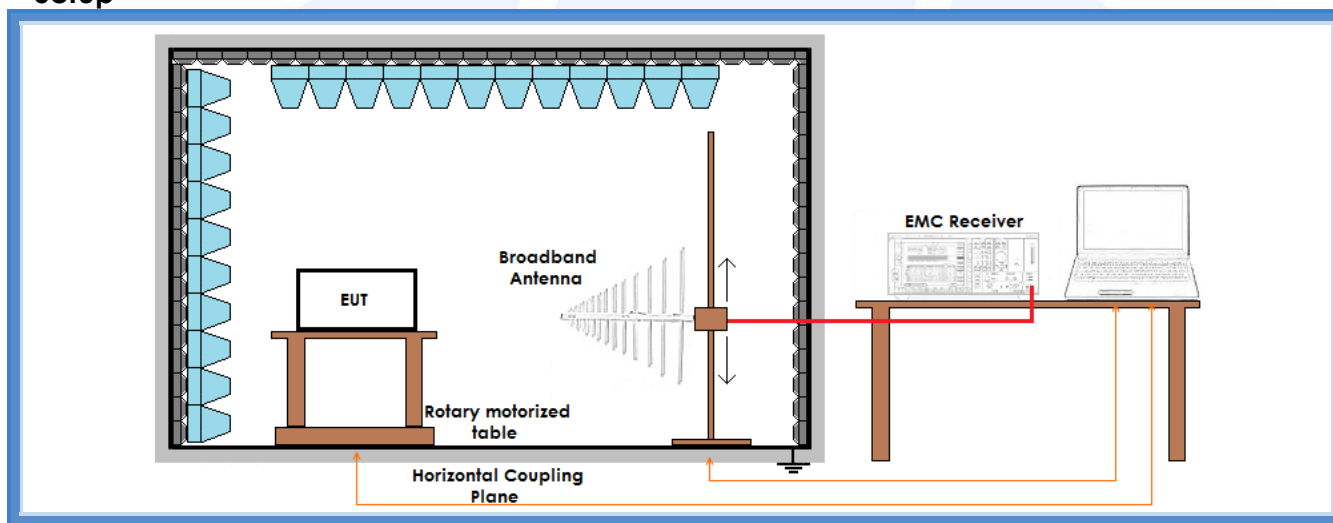 EMC Receiver
Broadband
Antenna
EUT
Rotary motorized
table
Horizontal Coupling
Plane